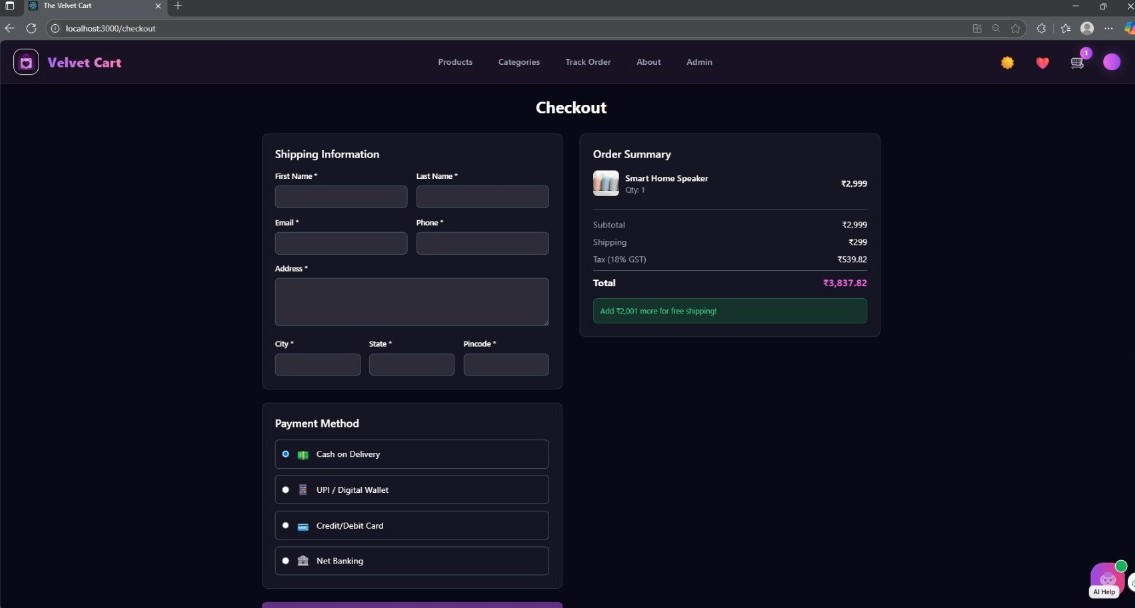 The Velvet Cart
localhost:3000/checkout
Velvet Cart
Products Categories Track Order About Admin
1
Checkout
Shipping Information
First Name * Last Name *
Email * Phone *
Address *
City * State * Pincode *
Payment Method
Cash on Delivery
UPI / Digital Wallet
Credit/Debit Card
Net Banking
Order Summary
Smart Home Speaker
Qty: 1
₹2,999
Subtotal ₹2,999
Shipping ₹299
Tax (18% GST) ₹539.82
Total ₹3,837.82
Add ₹2,001 more for free shipping!
AI Help